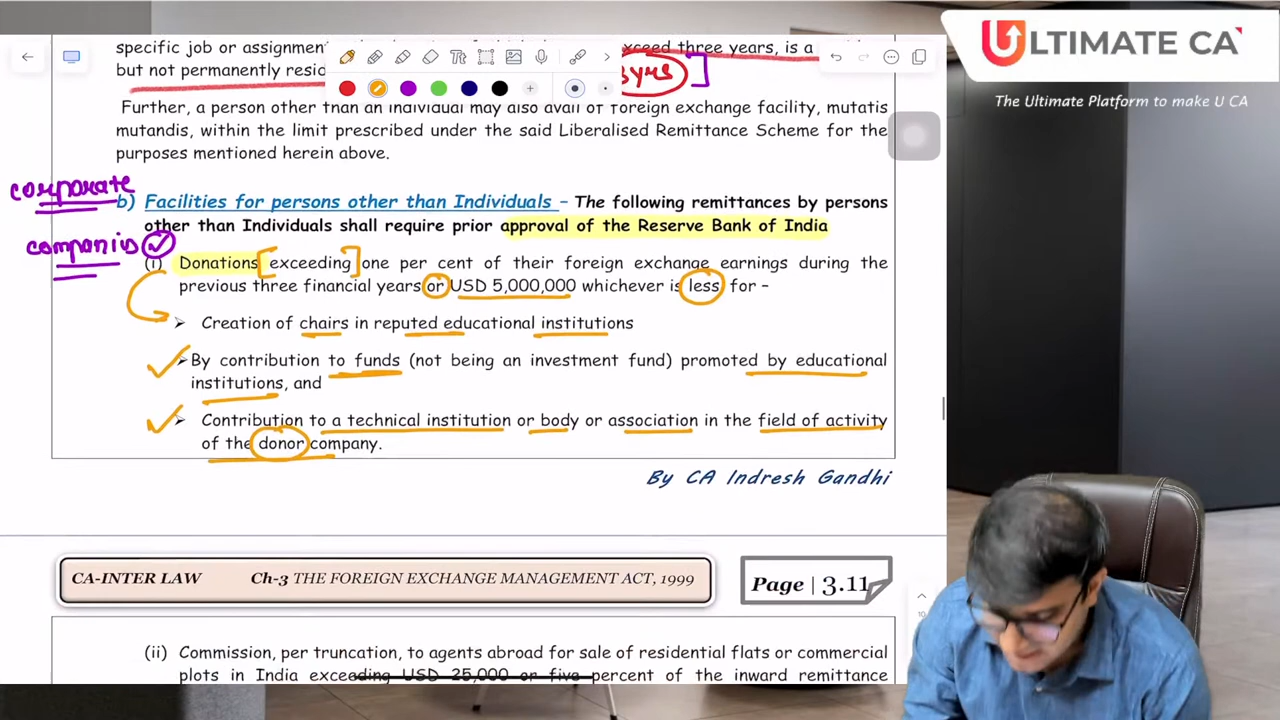 specific job or assignment exceed three years, is a
but not permanently resid 3yrs
Further, a person other than an individual may also avail of foreign exchange facility, mutatis
mutandis, within the limit prescribed under the said Liberalised Remittance Scheme for the
purposes mentioned herein above.
corporate
b) Facilities for persons other than Individuals – The following remittances by persons
other than Individuals shall require prior approval of the Reserve Bank of India
companis
(i) Donations exceeding one per cent of their foreign exchange earnings during the
previous three financial years or USD 5,000,000 whichever is less for –
➢ Creation of chairs in reputed educational institutions
➢ By contribution to funds (not being an investment fund) promoted by educational
institutions, and
➢ Contribution to a technical institution or body or association in the field of activity
of the donor company.
By CA Indresh Gandhi
CA-INTER LAW Ch-3 THE FOREIGN EXCHANGE MANAGEMENT ACT, 1999
Page | 3.11
(ii) Commission, per truncation, to agents abroad for sale of residential flats or commercial
plots in India exceeding USD 25,000 or five percent of the inward remittance
ULTIMATE CA
The Ultimate Platform to make U CA